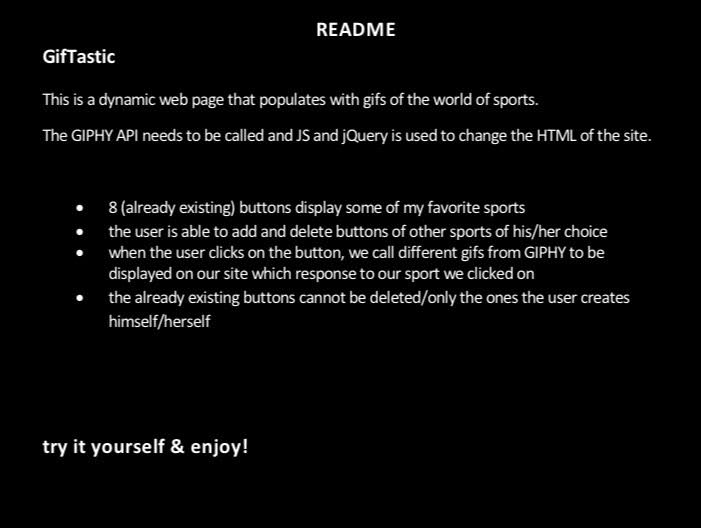 README
GifTastic
This is a dynamic web page that populates with gifs of the world of sports.
The GIPHY API needs to be called and JS and jQuery is used to change the HTML of the site.
• 8 (already existing) buttons display some of my favorite sports
• the user is able to add and delete buttons of other sports of his/her choice
• when the user clicks on the button, we call different gifs from GIPHY to be
displayed on our site which response to our sport we clicked on
• the already existing buttons cannot be deleted/only the ones the user creates
himself/herself
try it yourself & enjoy!